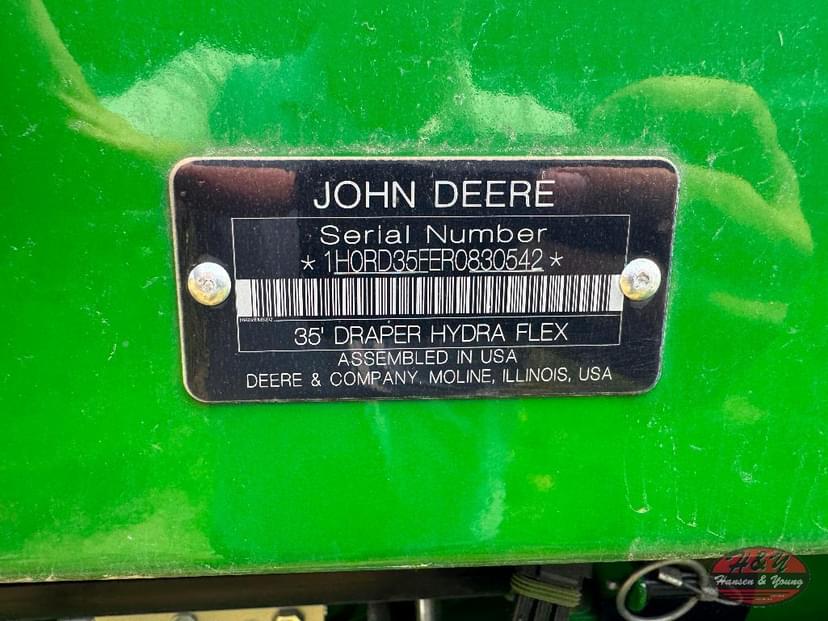 JOHN DEERE
Serial Number
*1H0RD35FER0830542*
35' DRAPER HYDRA FLEX
ASSEMBLED IN USA
DEERE & COMPANY, MOLINE, ILLINOIS, USA
H&Y
Hansen & Young